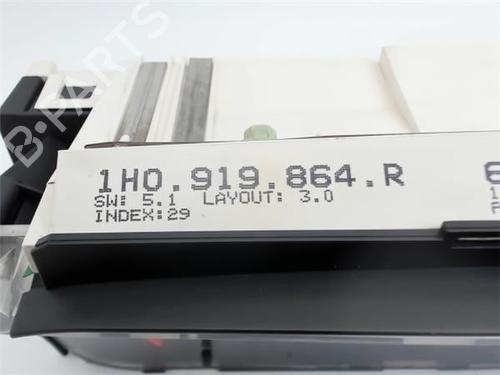 B-PARTS
1H0.919.864.R
SW: 5.1 LAYOUT: 3.0
INDEX:29